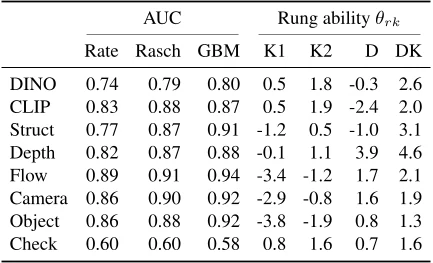 AUC Rung ability θrk
Rate Rasch GBM K1 K2 D DK
DINO 0.74 0.79 0.80 0.5 1.8 -0.3 2.6
CLIP 0.83 0.88 0.87 0.5 1.9 -2.4 2.0
Struct 0.77 0.87 0.91 -1.2 0.5 -1.0 3.1
Depth 0.82 0.87 0.88 -0.1 1.1 3.9 4.6
Flow 0.89 0.91 0.94 -3.4 -1.2 1.7 2.1
Camera 0.86 0.90 0.92 -2.9 -0.8 1.6 1.9
Object 0.86 0.88 0.92 -3.8 -1.9 0.8 1.3
Check 0.60 0.60 0.58 0.8 1.6 0.7 1.6